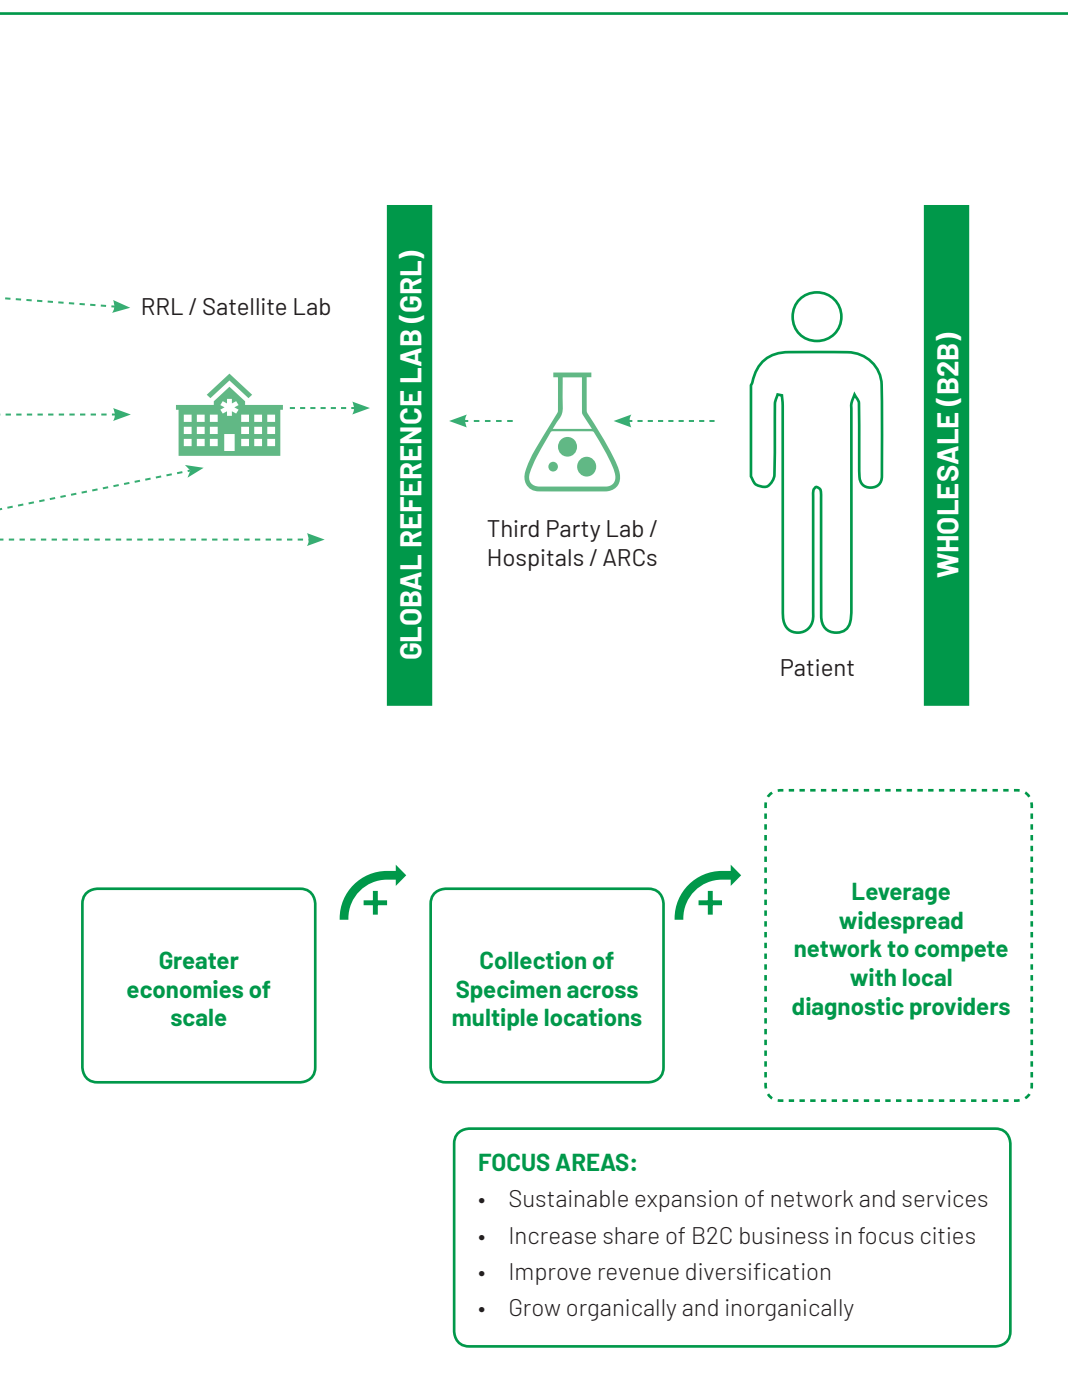 RRL / Satellite Lab
GLOBAL REFERENCE LAB (GRL)
Third Party Lab /
Hospitals / ARCs
Patient
WHOLESALE (B2B)
Greater
economies of
scale
Collection of
Specimen across
multiple locations
Leverage
widespread
network to compete
with local
diagnostic providers
FOCUS AREAS:
• Sustainable expansion of network and services
• Increase share of B2C business in focus cities
• Improve revenue diversification
• Grow organically and inorganically